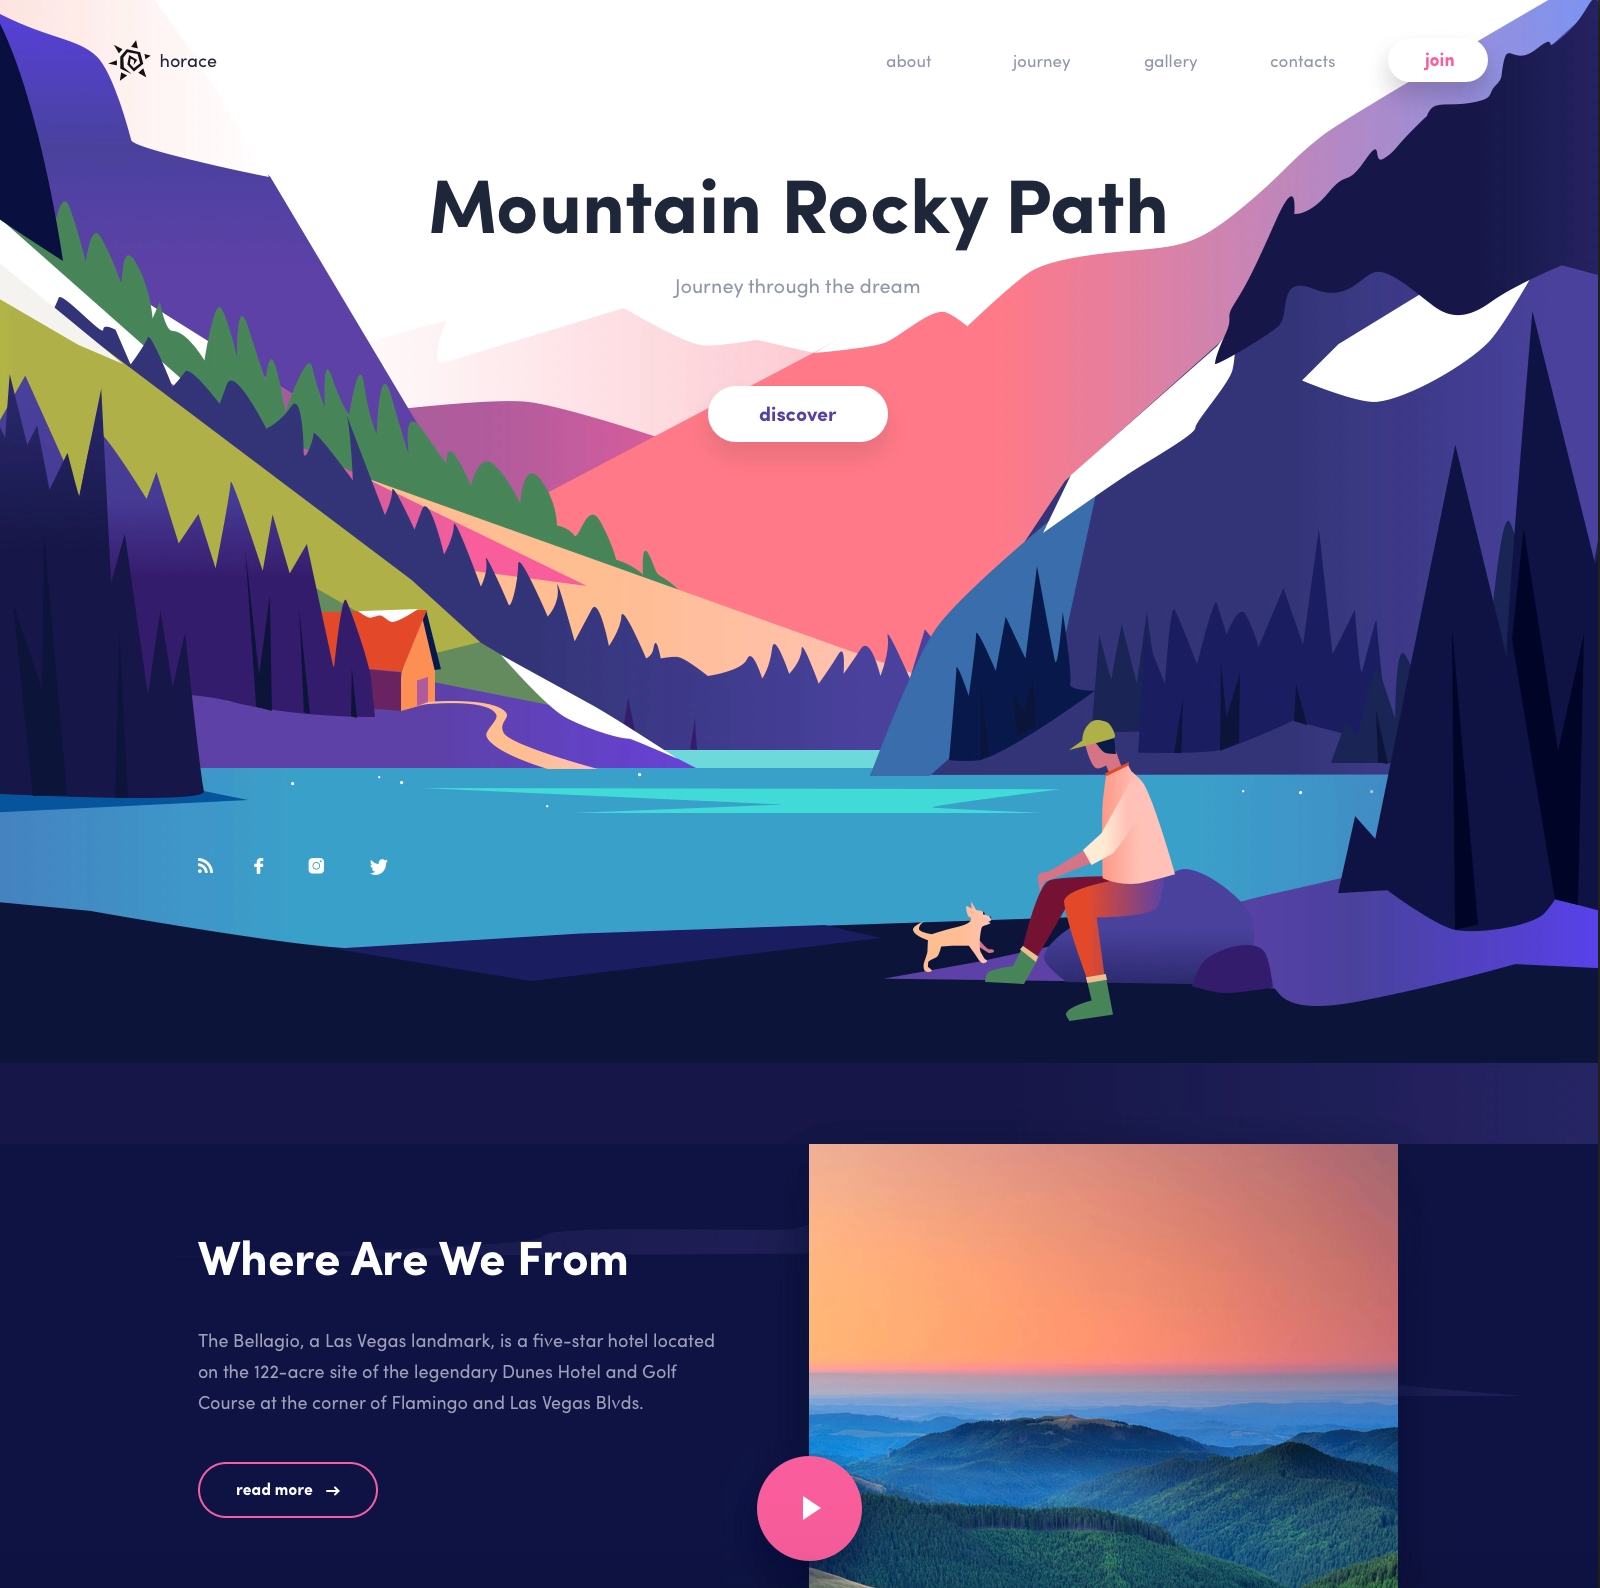 horace
about
journey
gallery
contacts
join
Mountain Rocky Path
Journey through the dream
discover
Where Are We From
The Bellagio, a Las Vegas landmark, is a five-star hotel located
on the 122-acre site of the legendary Dunes Hotel and Golf
Course at the corner of Flamingo and Las Vegas Blvds.
read more →